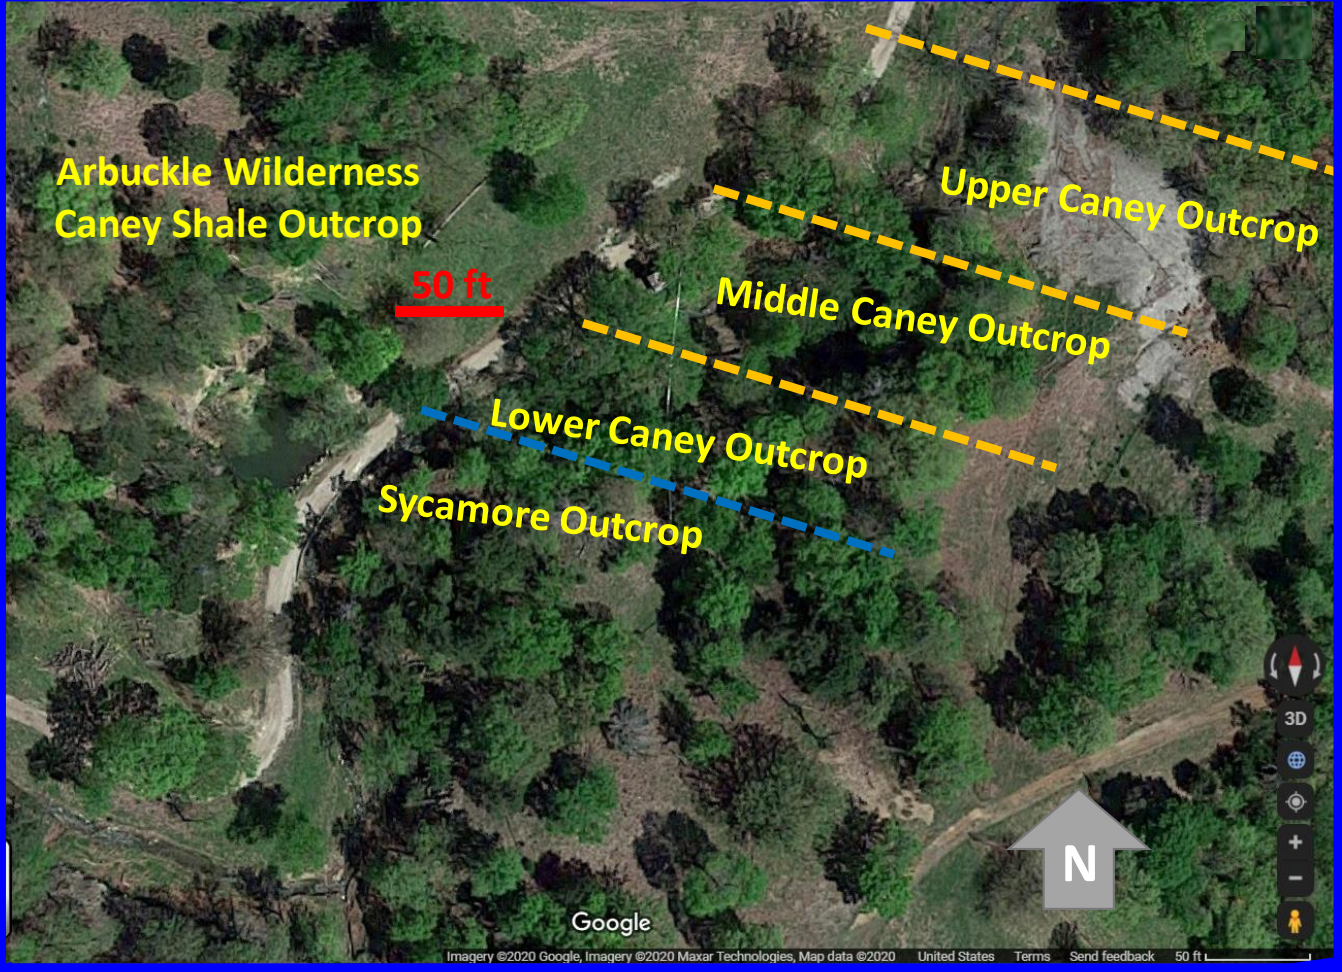 Arbuckle Wilderness
Caney Shale Outcrop
50 ft
Upper Caney Outcrop
Middle Caney Outcrop
Lower Caney Outcrop
Sycamore Outcrop
3D
N
Google
Imagery ©2020 Google, Imagery ©2020 Maxar Technologies, Map data ©2020 United States Terms Send feedback 50 ft